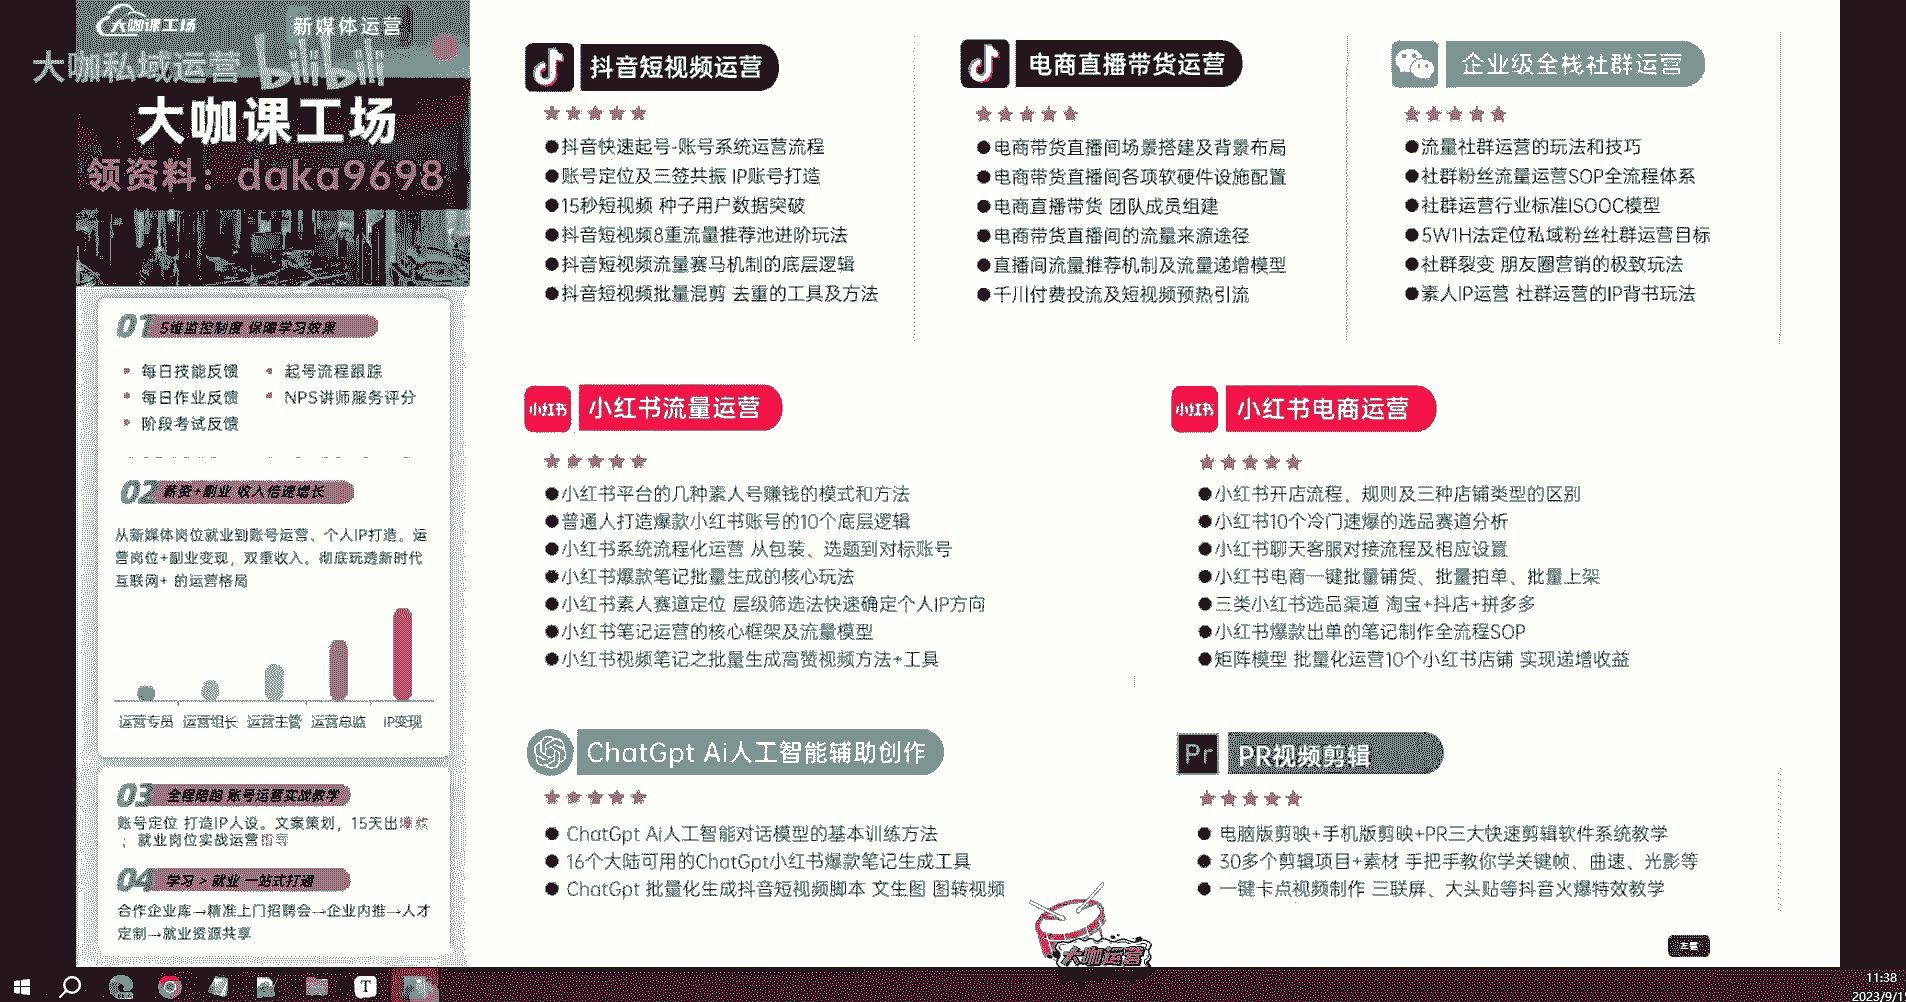 大咖课工场
新媒体运营
大咖私域运营 bilibili
大咖课工场
领资料：daka9698
01 5维监控制度 保障学习效果
每日技能反馈
起号流程跟踪
每日作业反馈
NPS讲师服务评分
阶段考试反馈
02 薪资+副业 收入倍速增长
从新媒体岗位就业到账号运营、个人IP打造。运
营岗位+副业变现，双重收入。彻底玩透新时代
互联网+ 的运营格局
运营专员 运营组长 运营主管 运营总监 IP变现
03 全程陪跑 账号运营实战教学
账号定位 打造IP人设。文案策划，15天出爆款
；就业岗位实战运营指导
04 学习->就业 一站式打通
合作企业库→精准上门招聘会→企业内推→人才
定制→就业资源共享
抖音短视频运营
●抖音快速起号-账号系统运营流程
●账号定位及三签共振 IP账号打造
●15秒短视频 种子用户数据突破
●抖音短视频8重流量推荐池进阶玩法
●抖音短视频流量赛马机制的底层逻辑
●抖音短视频批量混剪 去重的工具及方法
电商直播带货运营
●电商带货直播间场景搭建及背景布局
●电商带货直播间各项软硬件设施配置
●电商直播带货 团队成员组建
●电商带货直播间的流量来源途径
●直播间流量推荐机制及流量递增模型
●千川付费投流及短视频预热引流
企业级全栈社群运营
●流量社群运营的玩法和技巧
●社群粉丝流量运营SOP全流程体系
●社群运营行业标准ISOOC模型
●5W1H法定位私域粉丝社群运营目标
●社群裂变 朋友圈营销的极致玩法
●素人IP运营 社群运营的IP背书玩法
小红书 小红书流量运营
●小红书平台的几种素人号赚钱的模式和方法
●普通人打造爆款小红书账号的10个底层逻辑
●小红书系统流程化运营 从包装、选题到对标账号
●小红书爆款笔记批量生成的核心玩法
●小红书素人赛道定位 层级筛选法快速确定个人IP方向
●小红书笔记运营的核心框架及流量模型
●小红书视频笔记之批量生成高赞视频方法+工具
小红书 小红书电商运营
●小红书开店流程、规则及三种店铺类型的区别
●小红书10个冷门速爆的选品赛道分析
●小红书聊天客服对接流程及相应设置
●小红书电商一键批量铺货、批量拍单、批量上架
●三类小红书选品渠道 淘宝+抖店+拼多多
●小红书爆款出单的笔记制作全流程SOP
●矩阵模型 批量化运营10个小红书店铺 实现递增收益
ChatGpt Ai人工智能辅助创作
● ChatGpt Ai人工智能对话模型的基本训练方法
● 16个大陆可用的ChatGpt小红书爆款笔记生成工具
● ChatGpt 批量化生成抖音短视频脚本 文生图 图转视频
Pr PR视频剪辑
● 电脑版剪映+手机版剪映+PR三大快速剪辑软件系统教学
● 30多个剪辑项目+素材 手把手教你学关键帧、曲速、光影等
● 一键卡点视频制作 三联屏、大头贴等抖音火爆特效教学
大咖运营
T
11:38